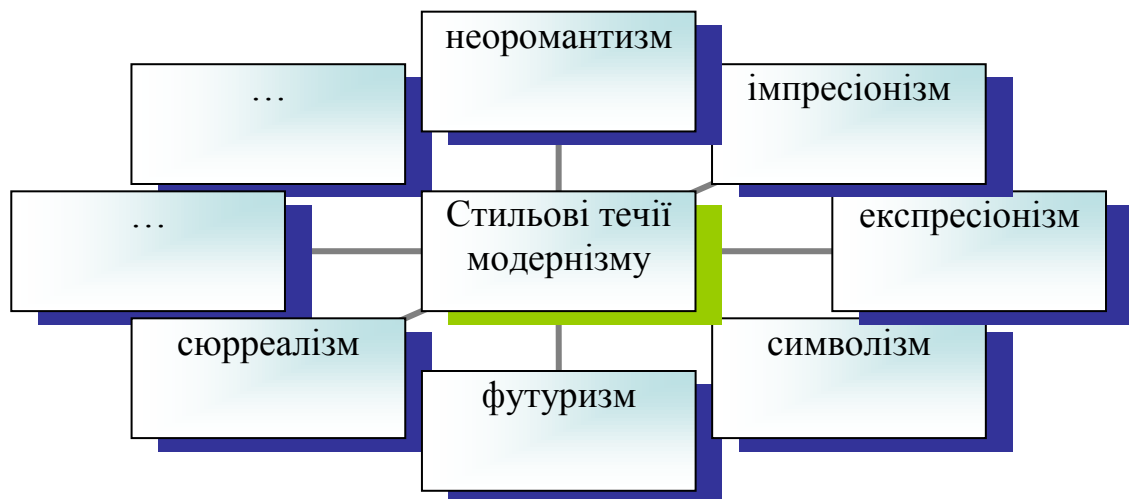 неоромантизм
…
імпресіонізм
…
Стильові течії
модернізму
експресіонізм
сюрреалізм
символізм
футуризм